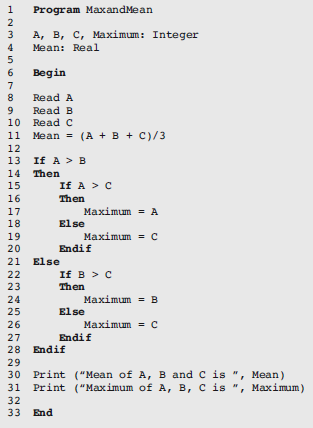 1 Program MaxandMean
2
3 A, B, C, Maximum: Integer
4 Mean: Real
5
6 Begin
7
8 Read A
9 Read B
10 Read C
11 Mean = (A + B + C)/3
12
13 If A > B
14 Then
15 If A > C
16 Then
17 Maximum = A
18 Else
19 Maximum = C
20 Endif
21 Else
22 If B > C
23 Then
24 Maximum = B
25 Else
26 Maximum = C
27 Endif
28 Endif
29
30 Print (“Mean of A, B and C is ”, Mean)
31 Print (“Maximum of A, B, C is ”, Maximum)
32
33 End